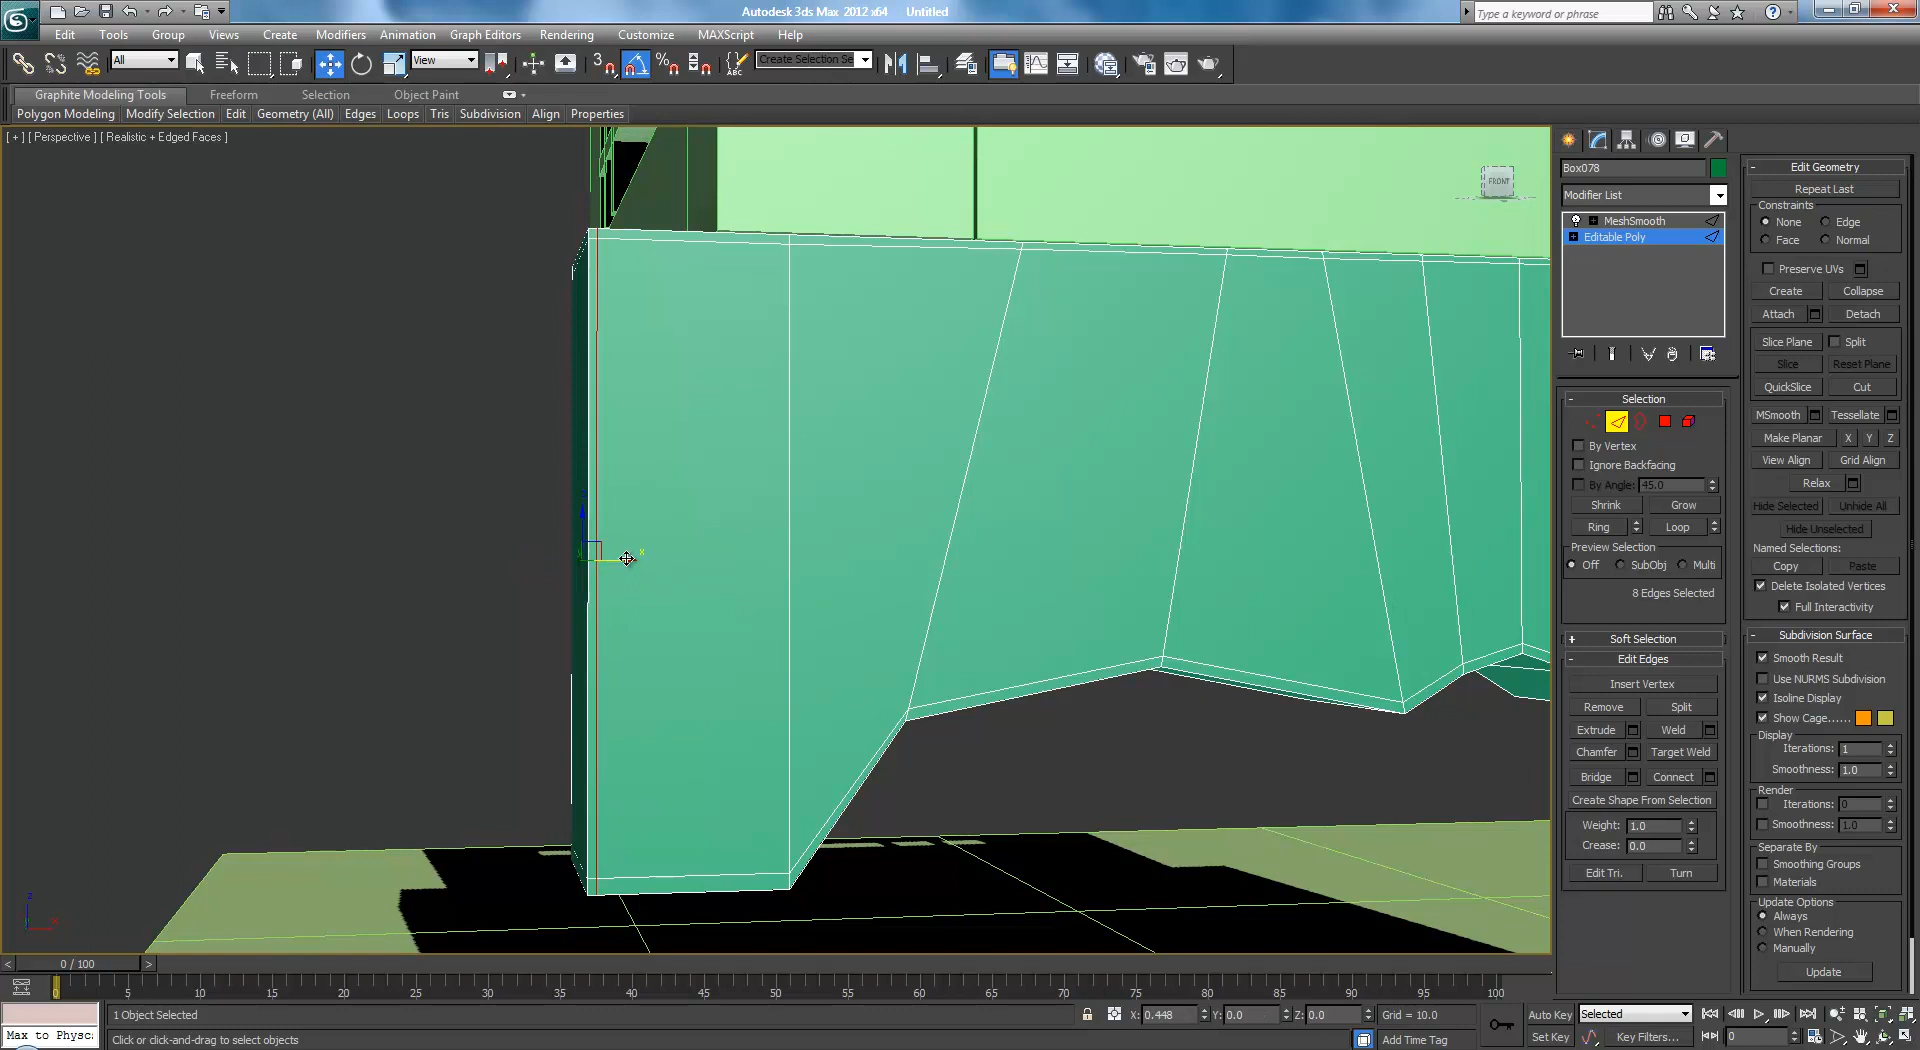 Autodesk 3ds Max 2012 x64 Untitled
Type a keyword or phrase
Edit Tools Group Views Create Modifiers Animation Graph Editors Rendering Customize MAXScript Help
All View Create Selection Se
Graphite Modeling Tools Freeform Selection Object Paint
Polygon Modeling Modify Selection Edit Geometry (All) Edges Loops Tris Subdivision Align Properties
[ + ] [ Perspective ] [ Realistic + Edged Faces ]
FRONT
x
z
x
Box078
Modifier List
MeshSmooth
Editable Poly
Selection
By Vertex
Ignore Backfacing
By Angle: 45.0
Shrink Grow
Ring Loop
Preview Selection
Off SubObj Multi
8 Edges Selected
Soft Selection
Edit Edges
Insert Vertex
Remove Split
Extrude Weld
Chamfer Target Weld
Bridge Connect
Create Shape From Selection
Weight: 1.0
Crease: 0.0
Edit Tri. Turn
Edit Geometry
Repeat Last
Constraints
None Edge
Face Normal
Preserve UVs
Create Collapse
Attach Detach
Slice Plane Split
Slice Reset Plane
QuickSlice Cut
MSmooth Tessellate
Make Planar X Y Z
View Align Grid Align
Relax
Hide Selected Unhide All
Hide Unselected
Named Selections:
Copy Paste
Delete Isolated Vertices
Full Interactivity
Subdivision Surface
Smooth Result
Use NURMS Subdivision
Isoline Display
Show Cage......
Display
Iterations: 1
Smoothness: 1.0
Render
Iterations: 0
Smoothness: 1.0
Separate By
Smoothing Groups
Materials
Update Options
Always
When Rendering
Manually
Update
< 0 / 100 >
0 5 10 15 20 25 30 35 40 45 50 55 60 65 70 75 80 85 90 95 100
1 Object Selected X: 0.448 Y: 0.0 Z: 0.0 Grid = 10.0 Auto Key Selected
Max to Physc: Click or click-and-drag to select objects Add Time Tag Set Key Key Filters... 0